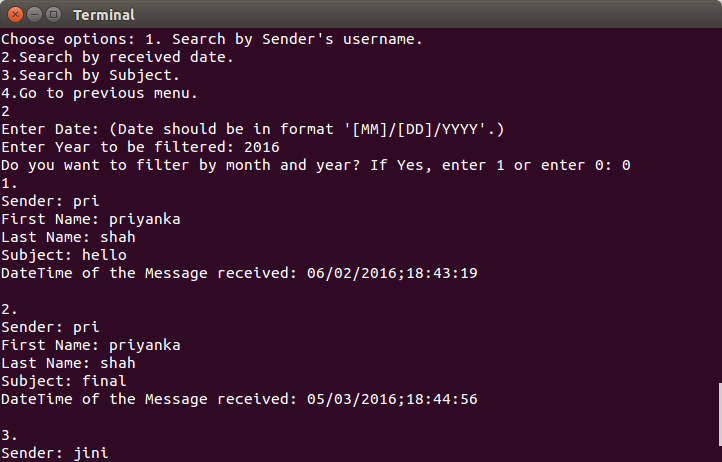 Terminal
Choose options: 1. Search by Sender's username.
2.Search by received date.
3.Search by Subject.
4.Go to previous menu.
2
Enter Date: (Date should be in format '[MM]/[DD]/YYYY'.)
Enter Year to be filtered: 2016
Do you want to filter by month and year? If Yes, enter 1 or enter 0: 0
1.
Sender: pri
First Name: priyanka
Last Name: shah
Subject: hello
DateTime of the Message received: 06/02/2016;18:43:19
2.
Sender: pri
First Name: priyanka
Last Name: shah
Subject: final
DateTime of the Message received: 05/03/2016;18:44:56
3.
Sender: jini